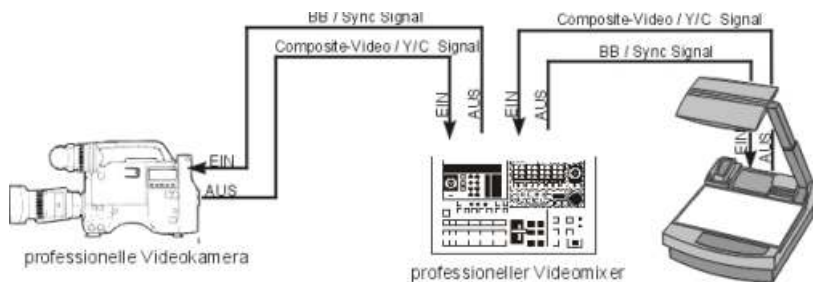 BB / Sync Signal
Composite-Video / Y/C Signal
Composite-Video / Y/C Signal
BB / Sync Signal
EIN
AUS
EIN
AUS
EIN
AUS
EIN
AUS
professionelle Videokamera
professioneller Videomixer